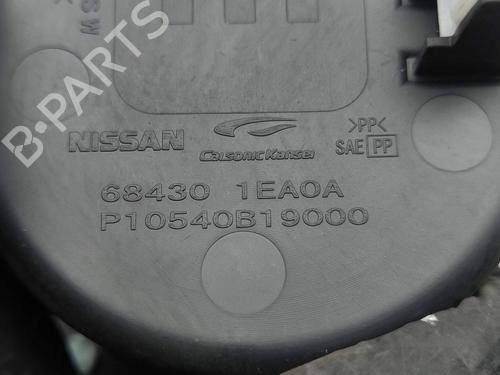 B-PARTS
NISSAN
CalsonicKansei
>PP<
SAE PP
68430 1EA0A
P10540B19000